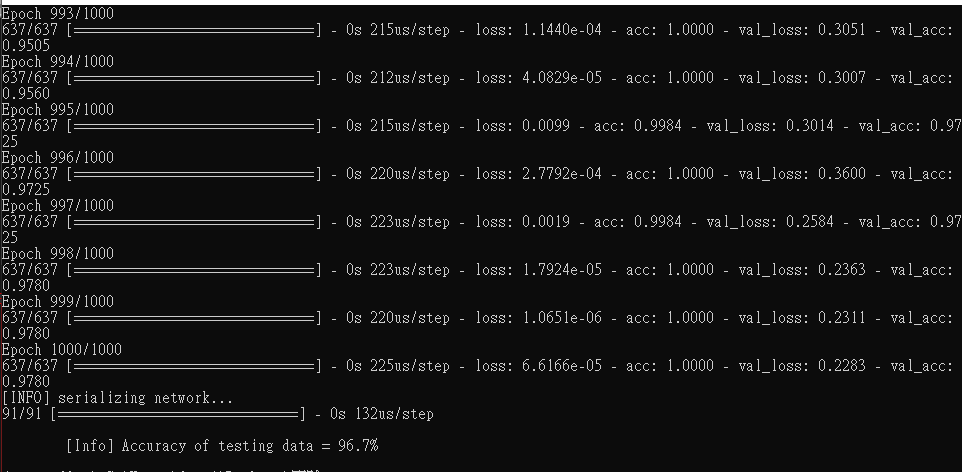 Epoch 993/1000
637/637 [==============================] - 0s 215us/step - loss: 1.1440e-04 - acc: 1.0000 - val_loss: 0.3051 - val_acc:
0.9505
Epoch 994/1000
637/637 [==============================] - 0s 212us/step - loss: 4.0829e-05 - acc: 1.0000 - val_loss: 0.3007 - val_acc:
0.9560
Epoch 995/1000
637/637 [==============================] - 0s 215us/step - loss: 0.0099 - acc: 0.9984 - val_loss: 0.3014 - val_acc: 0.97
25
Epoch 996/1000
637/637 [==============================] - 0s 220us/step - loss: 2.7792e-04 - acc: 1.0000 - val_loss: 0.3600 - val_acc:
0.9725
Epoch 997/1000
637/637 [==============================] - 0s 223us/step - loss: 0.0019 - acc: 0.9984 - val_loss: 0.2584 - val_acc: 0.97
25
Epoch 998/1000
637/637 [==============================] - 0s 223us/step - loss: 1.7924e-05 - acc: 1.0000 - val_loss: 0.2363 - val_acc:
0.9780
Epoch 999/1000
637/637 [==============================] - 0s 220us/step - loss: 1.0651e-06 - acc: 1.0000 - val_loss: 0.2311 - val_acc:
0.9780
Epoch 1000/1000
637/637 [==============================] - 0s 225us/step - loss: 6.6166e-05 - acc: 1.0000 - val_loss: 0.2283 - val_acc:
0.9780
[INFO] serializing network...
91/91 [==============================] - 0s 132us/step
[Info] Accuracy of testing data = 96.7%